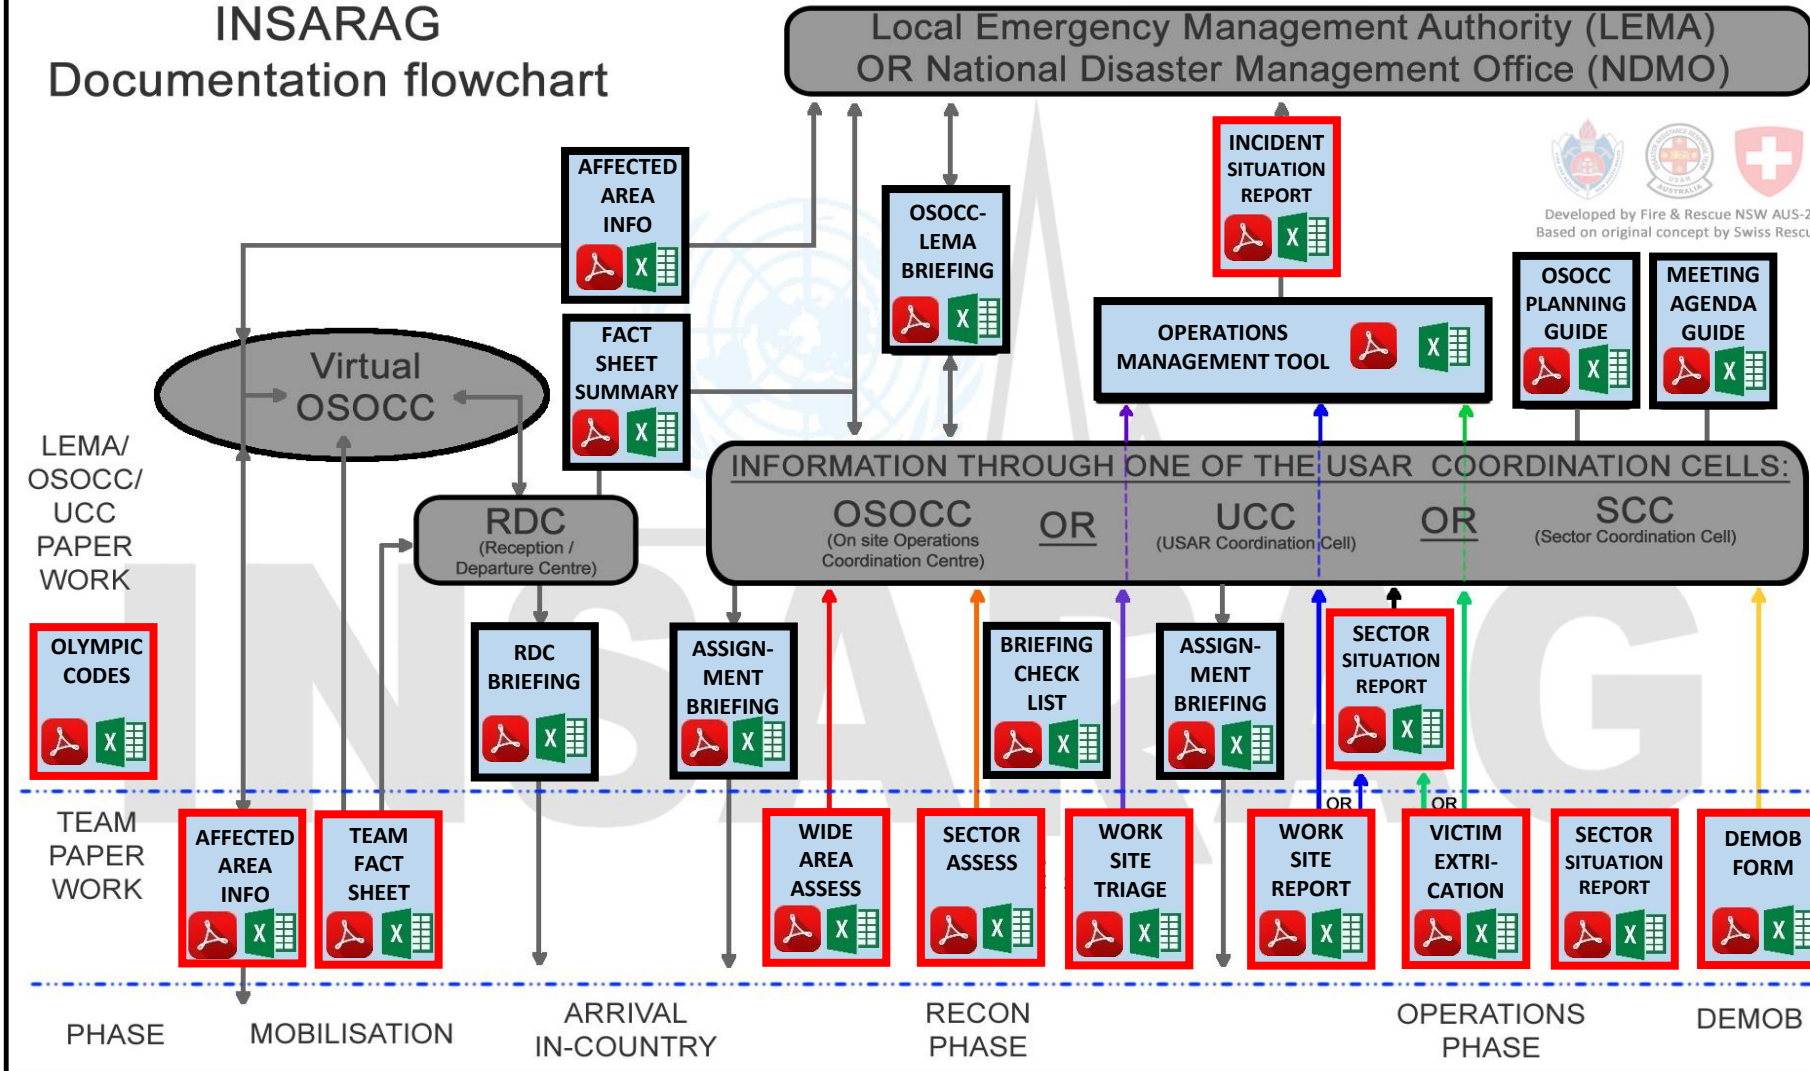 INSARAG
Documentation flowchart
Local Emergency Management Authority (LEMA)
OR National Disaster Management Office (NDMO)
AFFECTED
AREA
INFO
OSOCC-
LEMA
BRIEFING
INCIDENT
SITUATION
REPORT
Developed by Fire & Rescue NSW AUS-2
Based on original concept by Swiss Rescu
FACT
SHEET
SUMMARY
OPERATIONS
MANAGEMENT TOOL
OSOCC
PLANNING
GUIDE
MEETING
AGENDA
GUIDE
Virtual
OSOCC
LEMA/
OSOCC/
UCC
PAPER
WORK
RDC
(Reception /
Departure Centre)
INFORMATION THROUGH ONE OF THE USAR COORDINATION CELLS:
OSOCC
(On site Operations
Coordination Centre)
OR
UCC
(USAR Coordination Cell)
OR
SCC
(Sector Coordination Cell)
OLYMPIC
CODES
RDC
BRIEFING
ASSIGN-
MENT
BRIEFING
BRIEFING
CHECK
LIST
ASSIGN-
MENT
BRIEFING
SECTOR
SITUATION
REPORT
INSARAG
OR
OR
TEAM
PAPER
WORK
AFFECTED
AREA
INFO
TEAM
FACT
SHEET
WIDE
AREA
ASSESS
SECTOR
ASSESS
WORK
SITE
TRIAGE
WORK
SITE
REPORT
VICTIM
EXTRI-
CATION
SECTOR
SITUATION
REPORT
DEMOB
FORM
PHASE
MOBILISATION
ARRIVAL
IN-COUNTRY
RECON
PHASE
OPERATIONS
PHASE
DEMOB